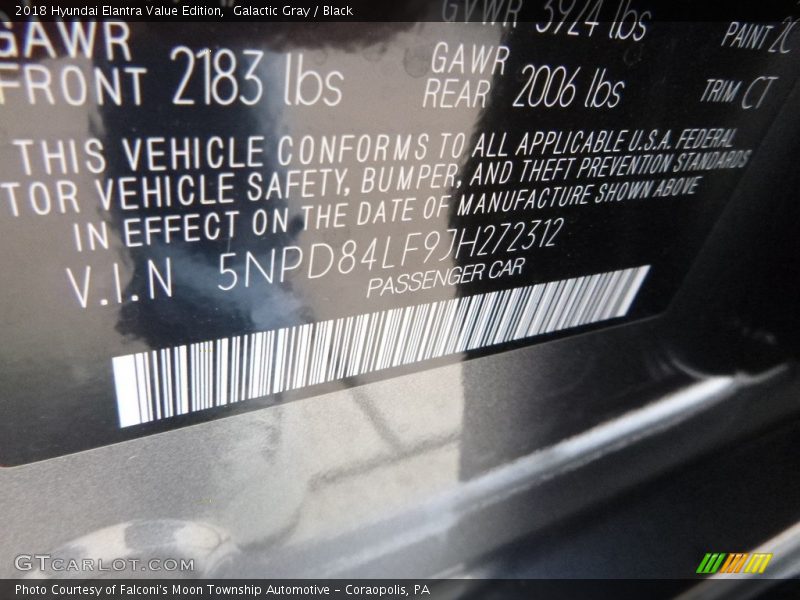 2018 Hyundai Elantra Value Edition, Galactic Gray / Black
GVWR 3924 lbs
GAWR FRONT 2183 lbs
GAWR REAR 2006 lbs
PAINT
TRIM CT
THIS VEHICLE CONFORMS TO ALL APPLICABLE U.S.A. FEDERAL
TOR VEHICLE SAFETY, BUMPER, AND THEFT PREVENTION STANDARDS
IN EFFECT ON THE DATE OF MANUFACTURE SHOWN ABOVE
V.I.N 5NPD84LF9JH272312
PASSENGER CAR
GTCARLOT.COM
Photo Courtesy of Falconi's Moon Township Automotive - Coraopolis, PA